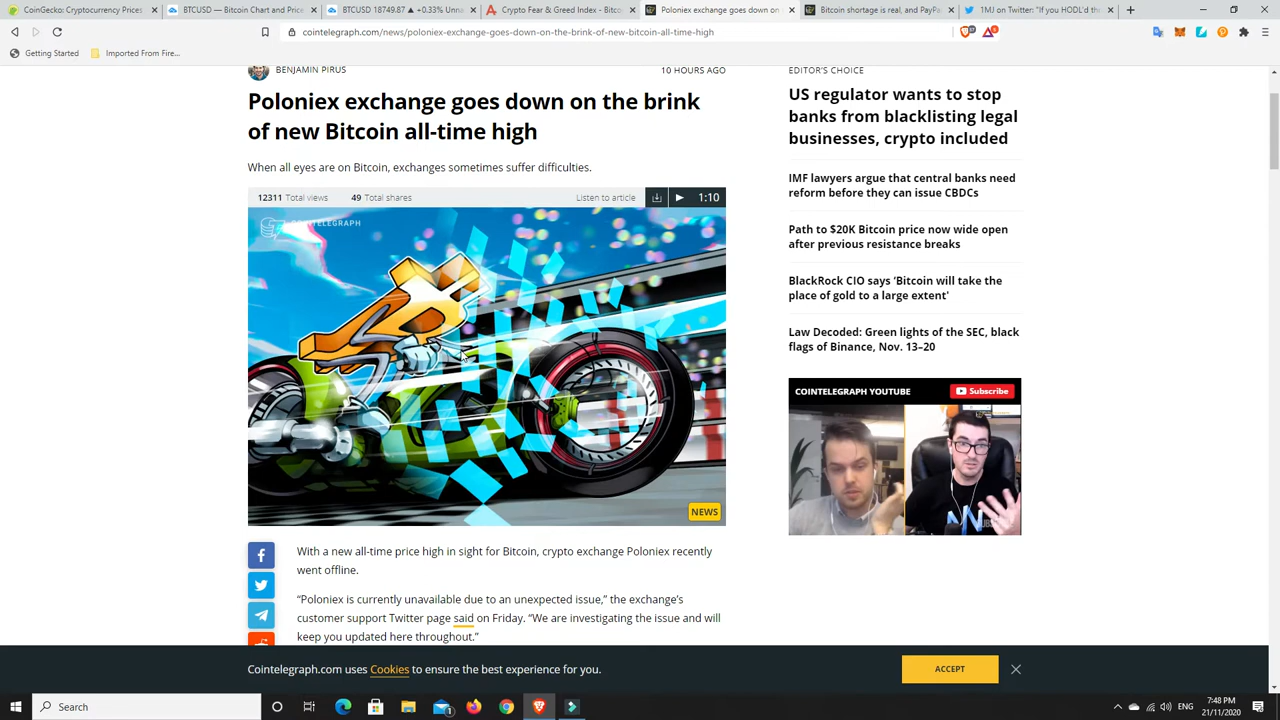 CoinGecko: Cryptocurrency Prices
BTCUSD — Bitcoin Chart and Price
BTCUSD 18749.87 ▲ +0.33% Una
Crypto Fear & Greed Index - Bitco
Poloniex exchange goes down on
Bitcoin shortage is real, and PayPa
1MJ on Twitter: "If you HODL'd th
cointelegraph.com/news/poloniex-exchange-goes-down-on-the-brink-of-new-bitcoin-all-time-high
Getting Started
Imported From Firef...
BENJAMIN PIRUS
10 HOURS AGO
Poloniex exchange goes down on the brink
of new Bitcoin all-time high
When all eyes are on Bitcoin, exchanges sometimes suffer difficulties.
12311 Total views
49 Total shares
Listen to article
1:10
COINTELEGRAPH
NEWS
With a new all-time price high in sight for Bitcoin, crypto exchange Poloniex recently
went offline.
“Poloniex is currently unavailable due to an unexpected issue,” the exchange’s
customer support Twitter page said on Friday. “We are investigating the issue and will
keep you updated here throughout.”
EDITOR'S CHOICE
US regulator wants to stop
banks from blacklisting legal
businesses, crypto included
IMF lawyers argue that central banks need
reform before they can issue CBDCs
Path to $20K Bitcoin price now wide open
after previous resistance breaks
BlackRock CIO says ‘Bitcoin will take the
place of gold to a large extent’
Law Decoded: Green lights of the SEC, black
flags of Binance, Nov. 13–20
COINTELEGRAPH YOUTUBE
Subscribe
Cointelegraph.com uses Cookies to ensure the best experience for you.
ACCEPT
Search
ENG
7:48 PM
21/11/2020